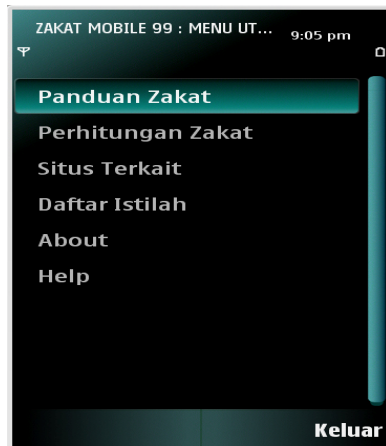 ZAKAT MOBILE 99 : MENU UT...
9:05 pm
Panduan Zakat
Perhitungan Zakat
Situs Terkait
Daftar Istilah
About
Help
Keluar